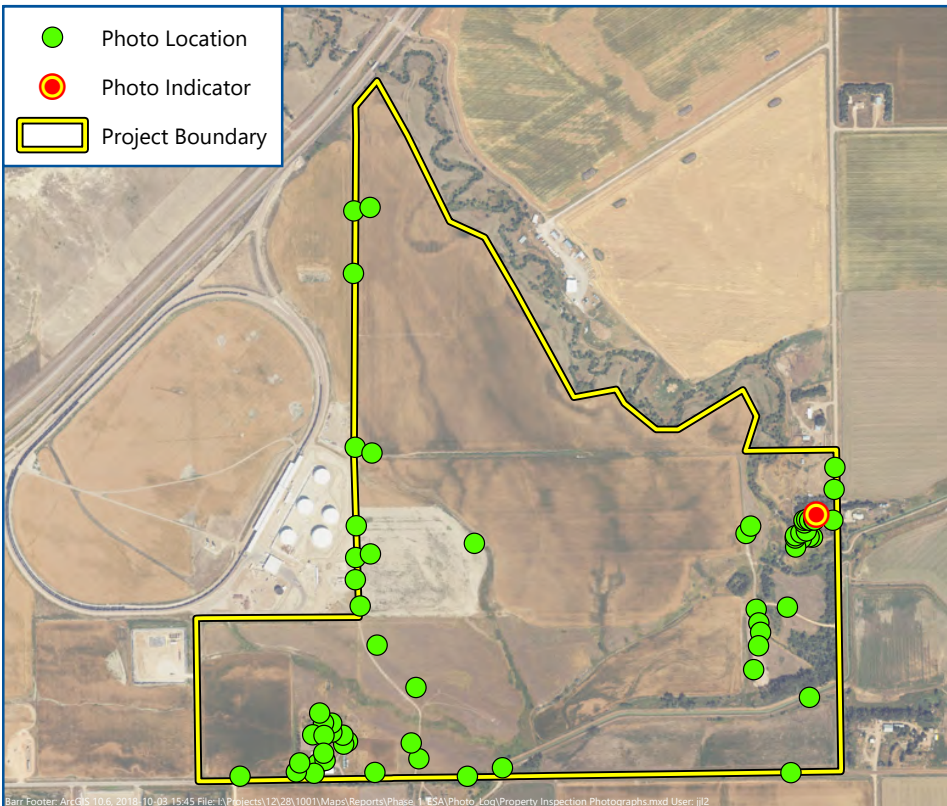 Photo Location
Photo Indicator
Project Boundary
Barr Footer: ArcGIS 10.6, 2018-10-03 15:45 File: I:\Projects\12\28\1001\Maps\Reports\Phase_I_ESA\Photo_Log\Property Inspection Photographs.mxd User: jjl2